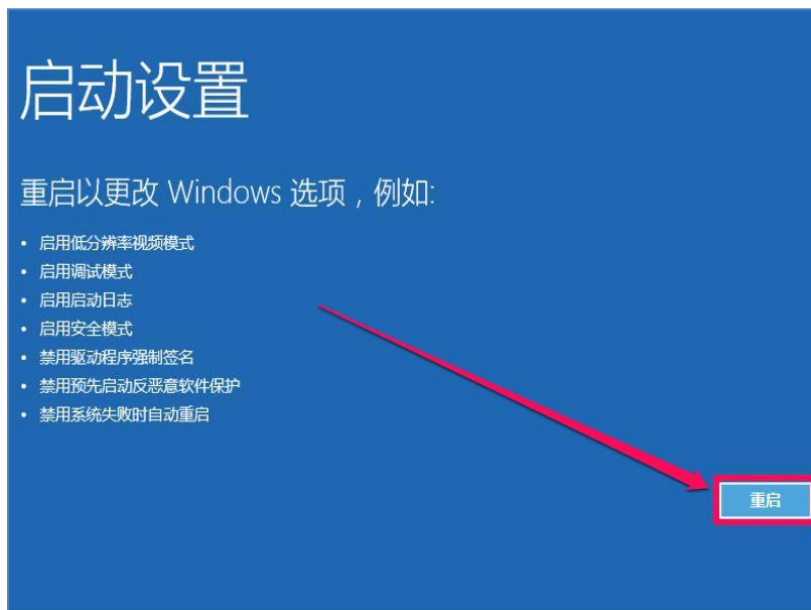 启动设置
重启以更改 Windows 选项，例如:
• 启用低分辨率视频模式
• 启用调试模式
• 启用启动日志
• 启用安全模式
• 禁用驱动程序强制签名
• 禁用预先启动反恶意软件保护
• 禁用系统失败时自动重启
重启